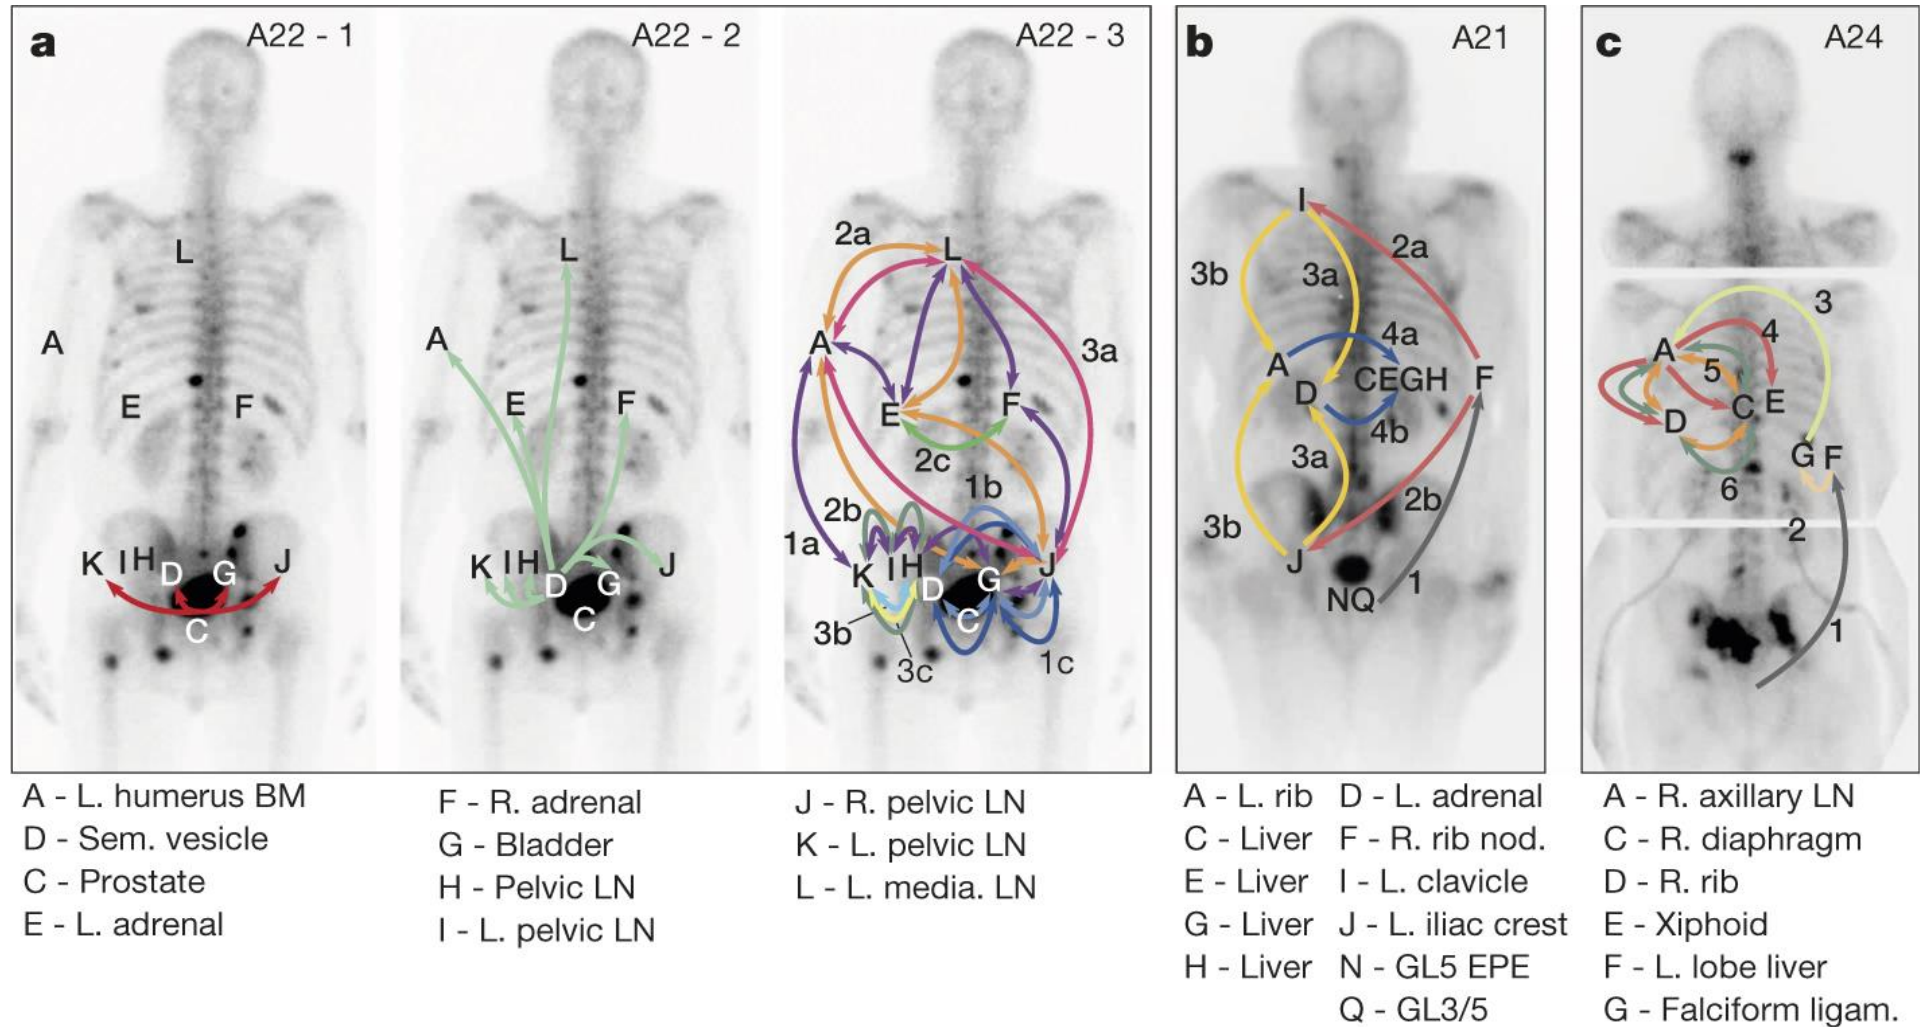 a
A22 - 1
A22 - 2
A22 - 3
b
A21
c
A24
L
A
E
F
K
I
H
D
G
J
C
L
A
E
F
K
I
H
D
G
J
C
2a
L
A
3a
E
F
2c
1b
2b
1a
K
I
H
D
G
J
C
3b
3c
1c
I
2a
3b
3a
4a
A
D
CEGH
F
4b
3a
2b
3b
J
NQ
1
3
4
A
5
C
E
D
G
F
6
2
1
A - L. humerus BM
D - Sem. vesicle
C - Prostate
E - L. adrenal
F - R. adrenal
G - Bladder
H - Pelvic LN
I - L. pelvic LN
J - R. pelvic LN
K - L. pelvic LN
L - L. media. LN
A - L. rib
C - Liver
E - Liver
G - Liver
H - Liver
D - L. adrenal
F - R. rib nod.
I - L. clavicle
J - L. iliac crest
N - GL5 EPE
Q - GL3/5
A - R. axillary LN
C - R. diaphragm
D - R. rib
E - Xiphoid
F - L. lobe liver
G - Falciform ligam.